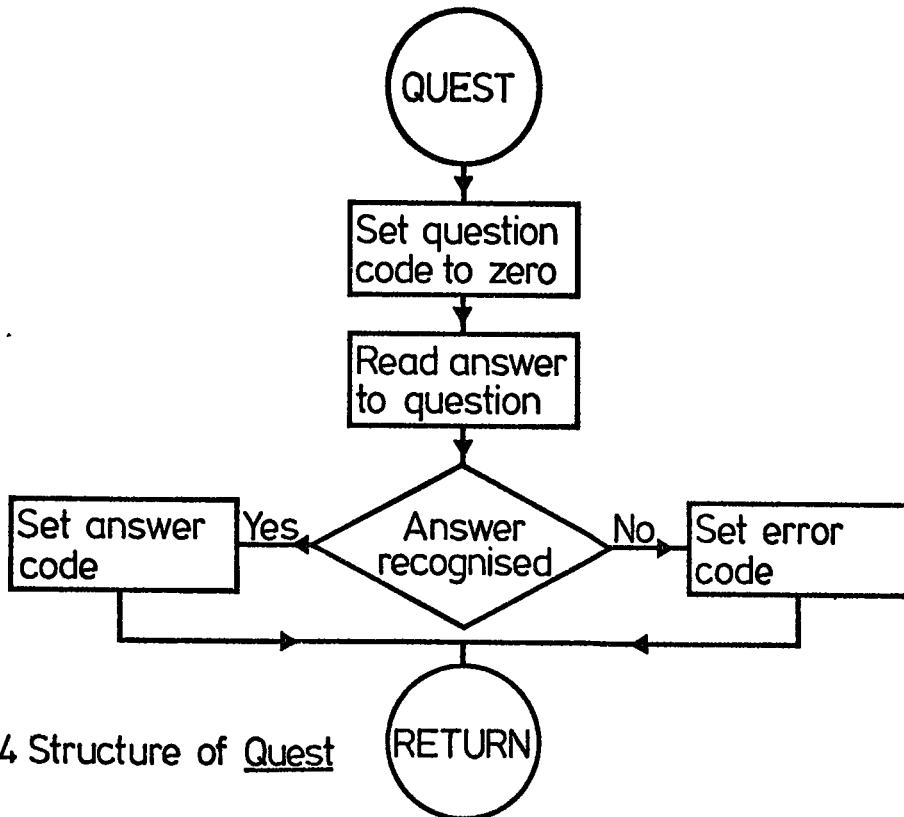 QUEST
Set question
code to zero
Read answer
to question
Answer
recognised
Yes
No
Set answer
code
Set error
code
RETURN
4 Structure of Quest